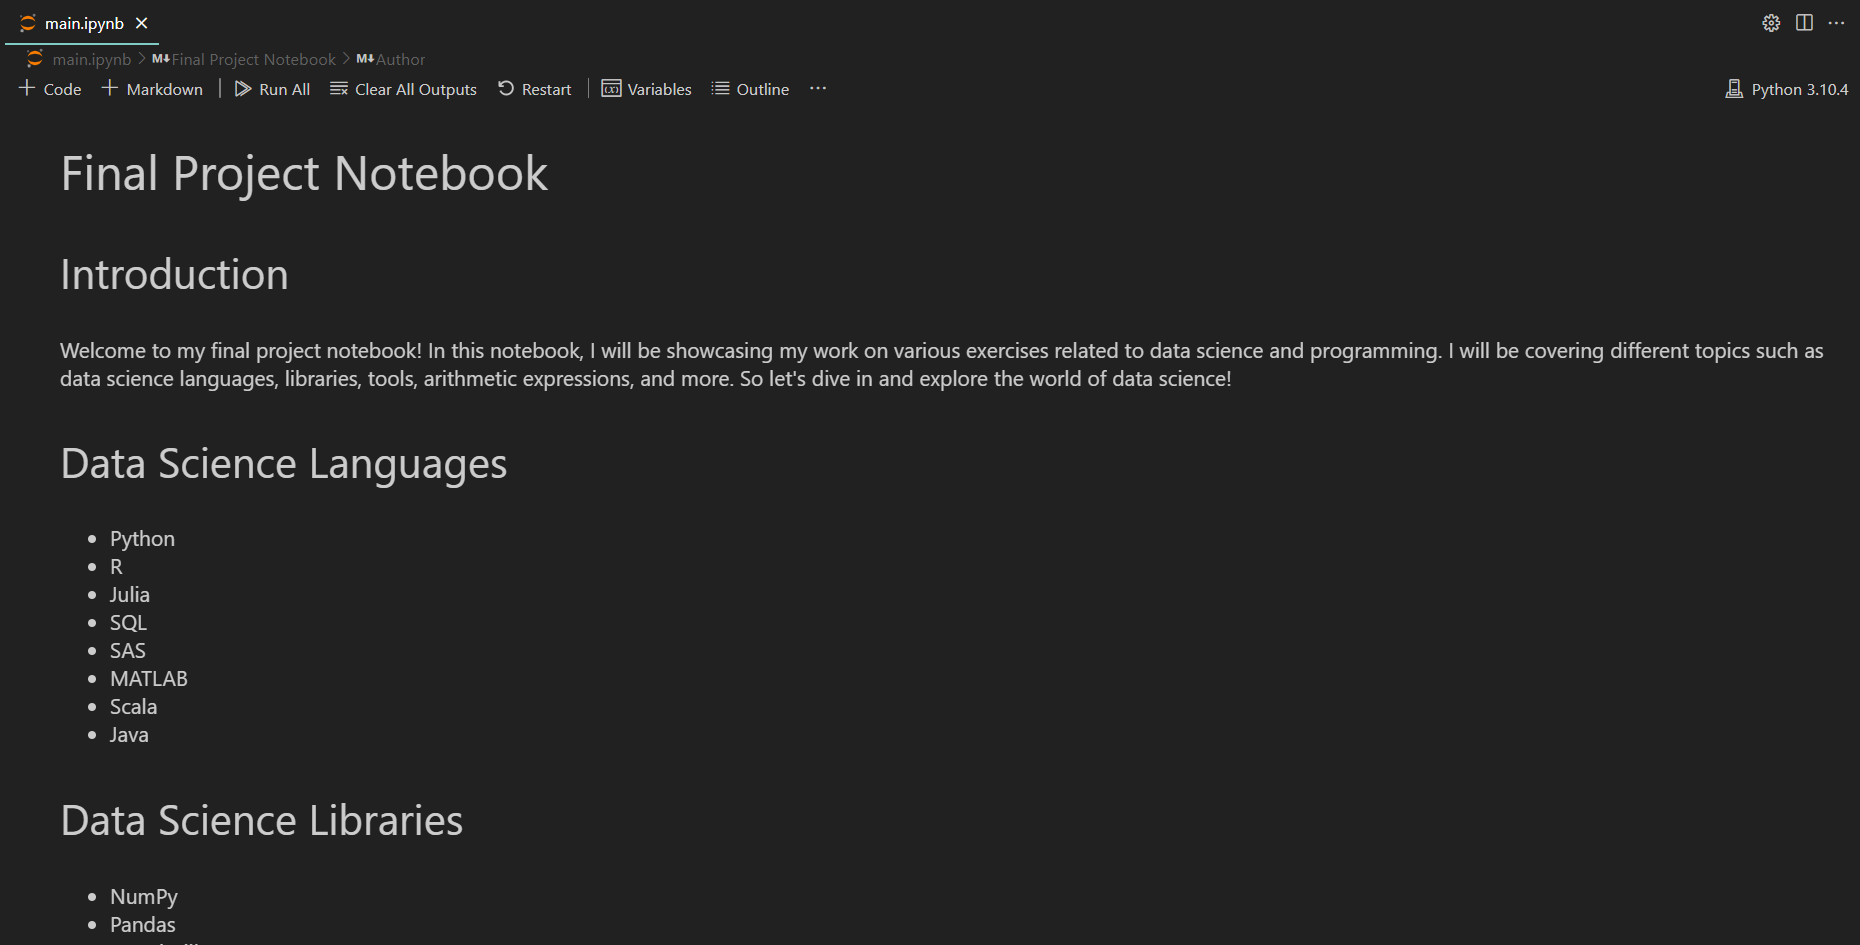 main.ipynb
main.ipynb > M↓Final Project Notebook > M↓Author
+ Code + Markdown | Run All Clear All Outputs Restart | Variables Outline ··· Python 3.10.4
Final Project Notebook
Introduction
Welcome to my final project notebook! In this notebook, I will be showcasing my work on various exercises related to data science and programming. I will be covering different topics such as
data science languages, libraries, tools, arithmetic expressions, and more. So let's dive in and explore the world of data science!
Data Science Languages
• Python
• R
• Julia
• SQL
• SAS
• MATLAB
• Scala
• Java
Data Science Libraries
• NumPy
• Pandas